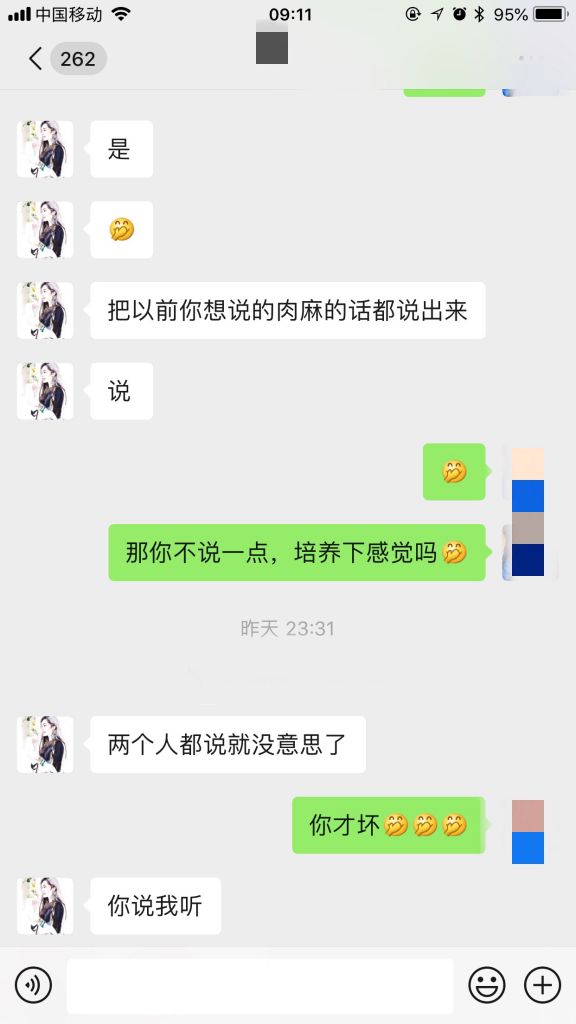 中国移动 09:11 95%
262
是
🤭
把以前你想说的肉麻的话都说出来
说
🤭
那你不说一点，培养下感觉吗🤭
昨天 23:31
两个人都说就没意思了
你才坏🤭🤭🤭
你说我听